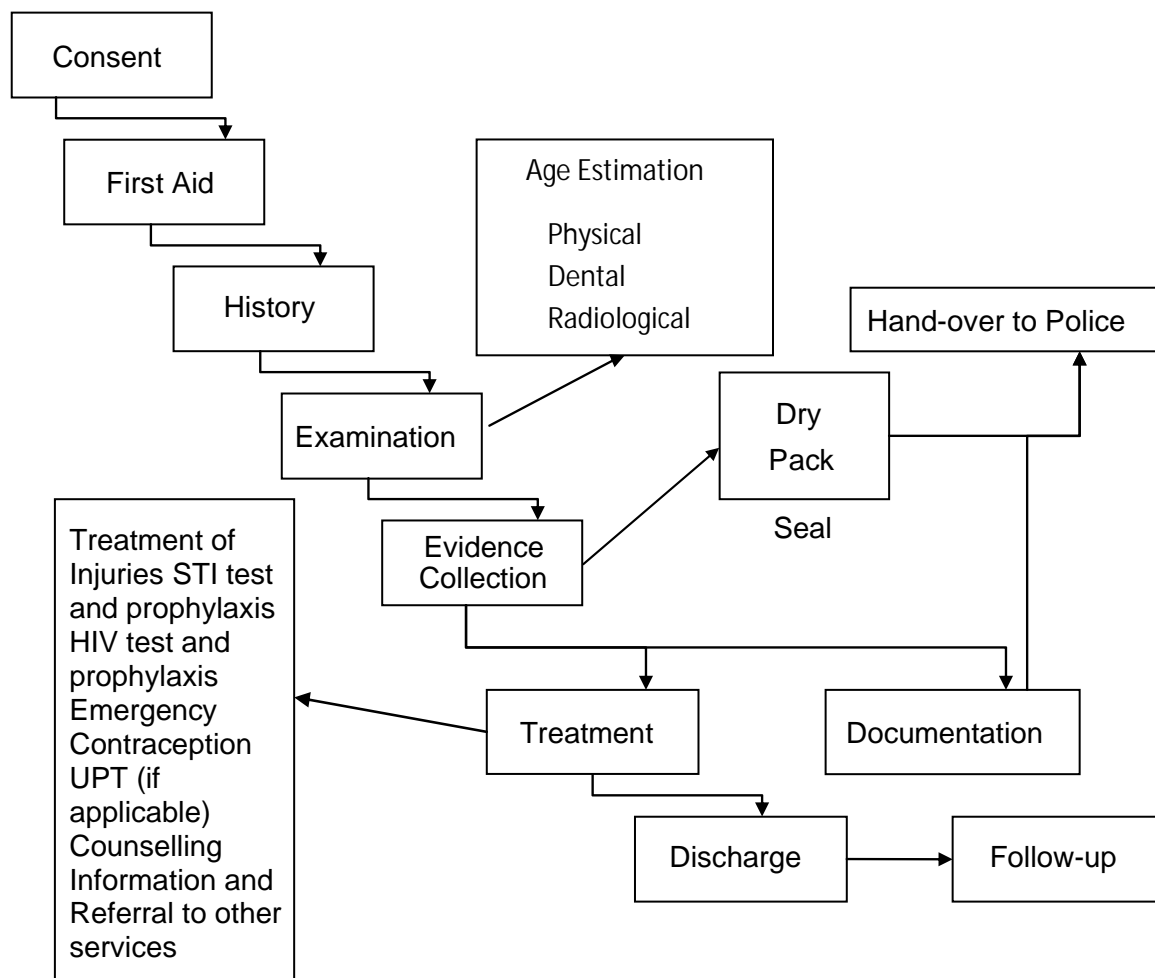 Consent
First Aid
Age Estimation
Physical
Dental
Radiological
History
Hand-over to Police
Examination
Dry
Pack
Seal
Evidence
Collection
Treatment of
Injuries STI test
and prophylaxis
HIV test and
prophylaxis
Emergency
Contraception
UPT (if
applicable)
Counselling
Information and
Referral to other
services
Treatment
Documentation
Discharge
Follow-up